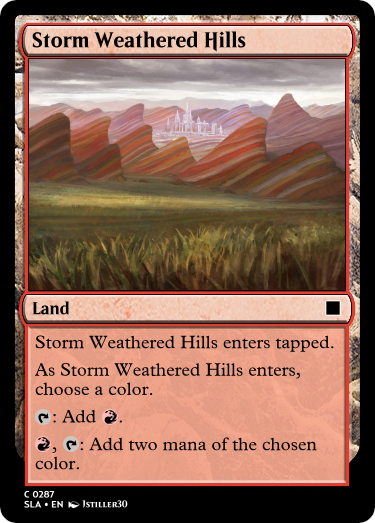 Storm Weathered Hills
Land
Storm Weathered Hills enters tapped.
As Storm Weathered Hills enters,
choose a color.
: Add .
, : Add two mana of the chosen
color.
C 0287
SLA • EN Jstiller30